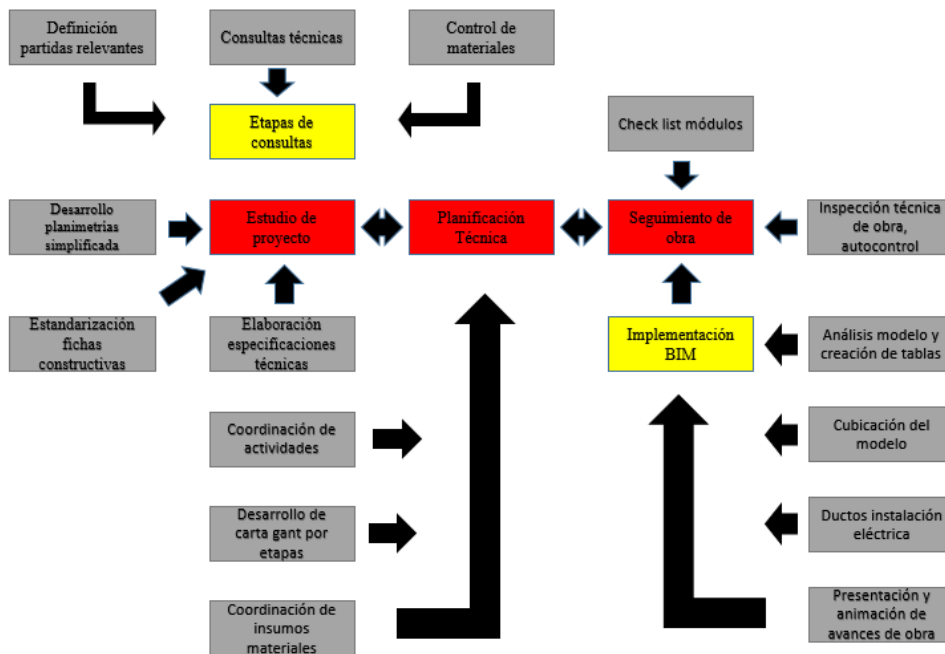 Definición
partidas relevantes
Consultas técnicas
Control de
materiales
Etapas de
consultas
Check list módulos
Desarrollo
planimetrías
simplificada
Estudio de
proyecto
Planificación
Técnica
Seguimiento de
obra
Inspección técnica
de obra,
autocontrol
Estandarización
fichas
constructivas
Elaboración
especificaciones
técnicas
Implementación
BIM
Análisis modelo y
creación de tablas
Coordinación de
actividades
Cubicación del
modelo
Desarrollo de
carta gant por
etapas
Ductos instalación
eléctrica
Coordinación de
insumos
materiales
Presentación y
animación de
avances de obra